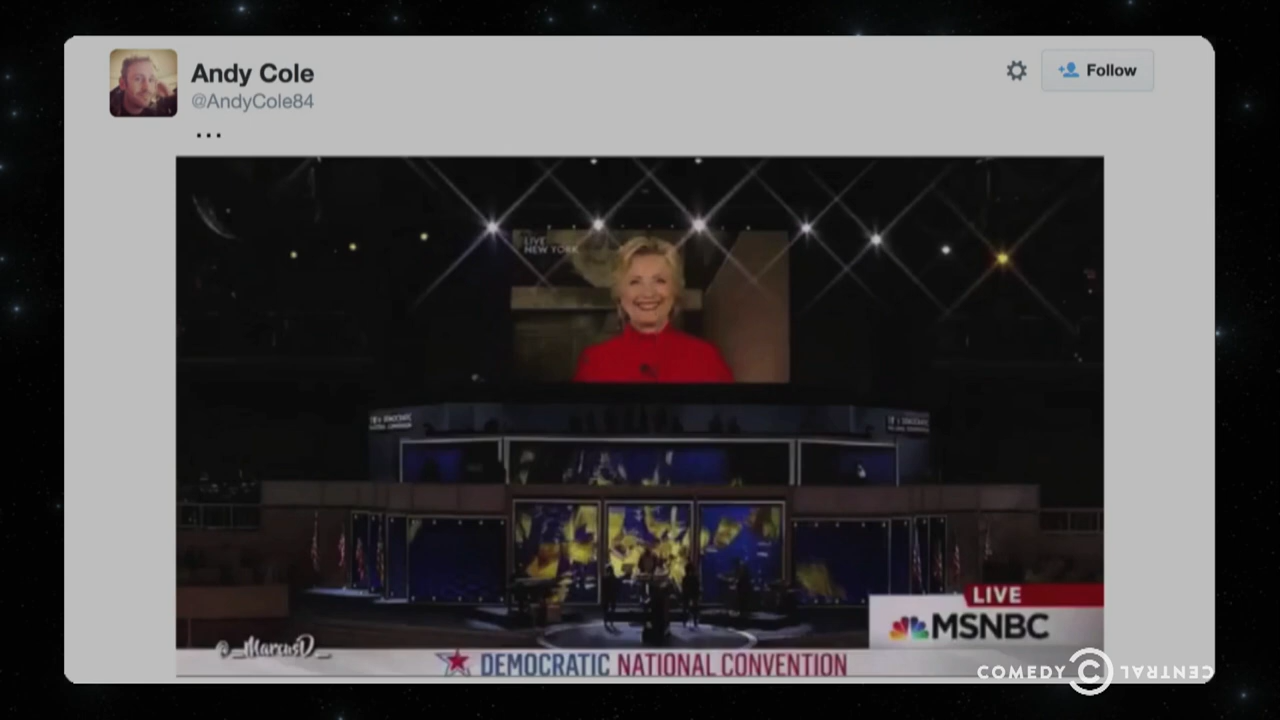 Andy Cole
@AndyCole84
Follow
...
LIVE
NEW YORK
LIVE
MSNBC
@_MarcusD_
DEMOCRATIC NATIONAL CONVENTION
COMEDY C CENTRAL